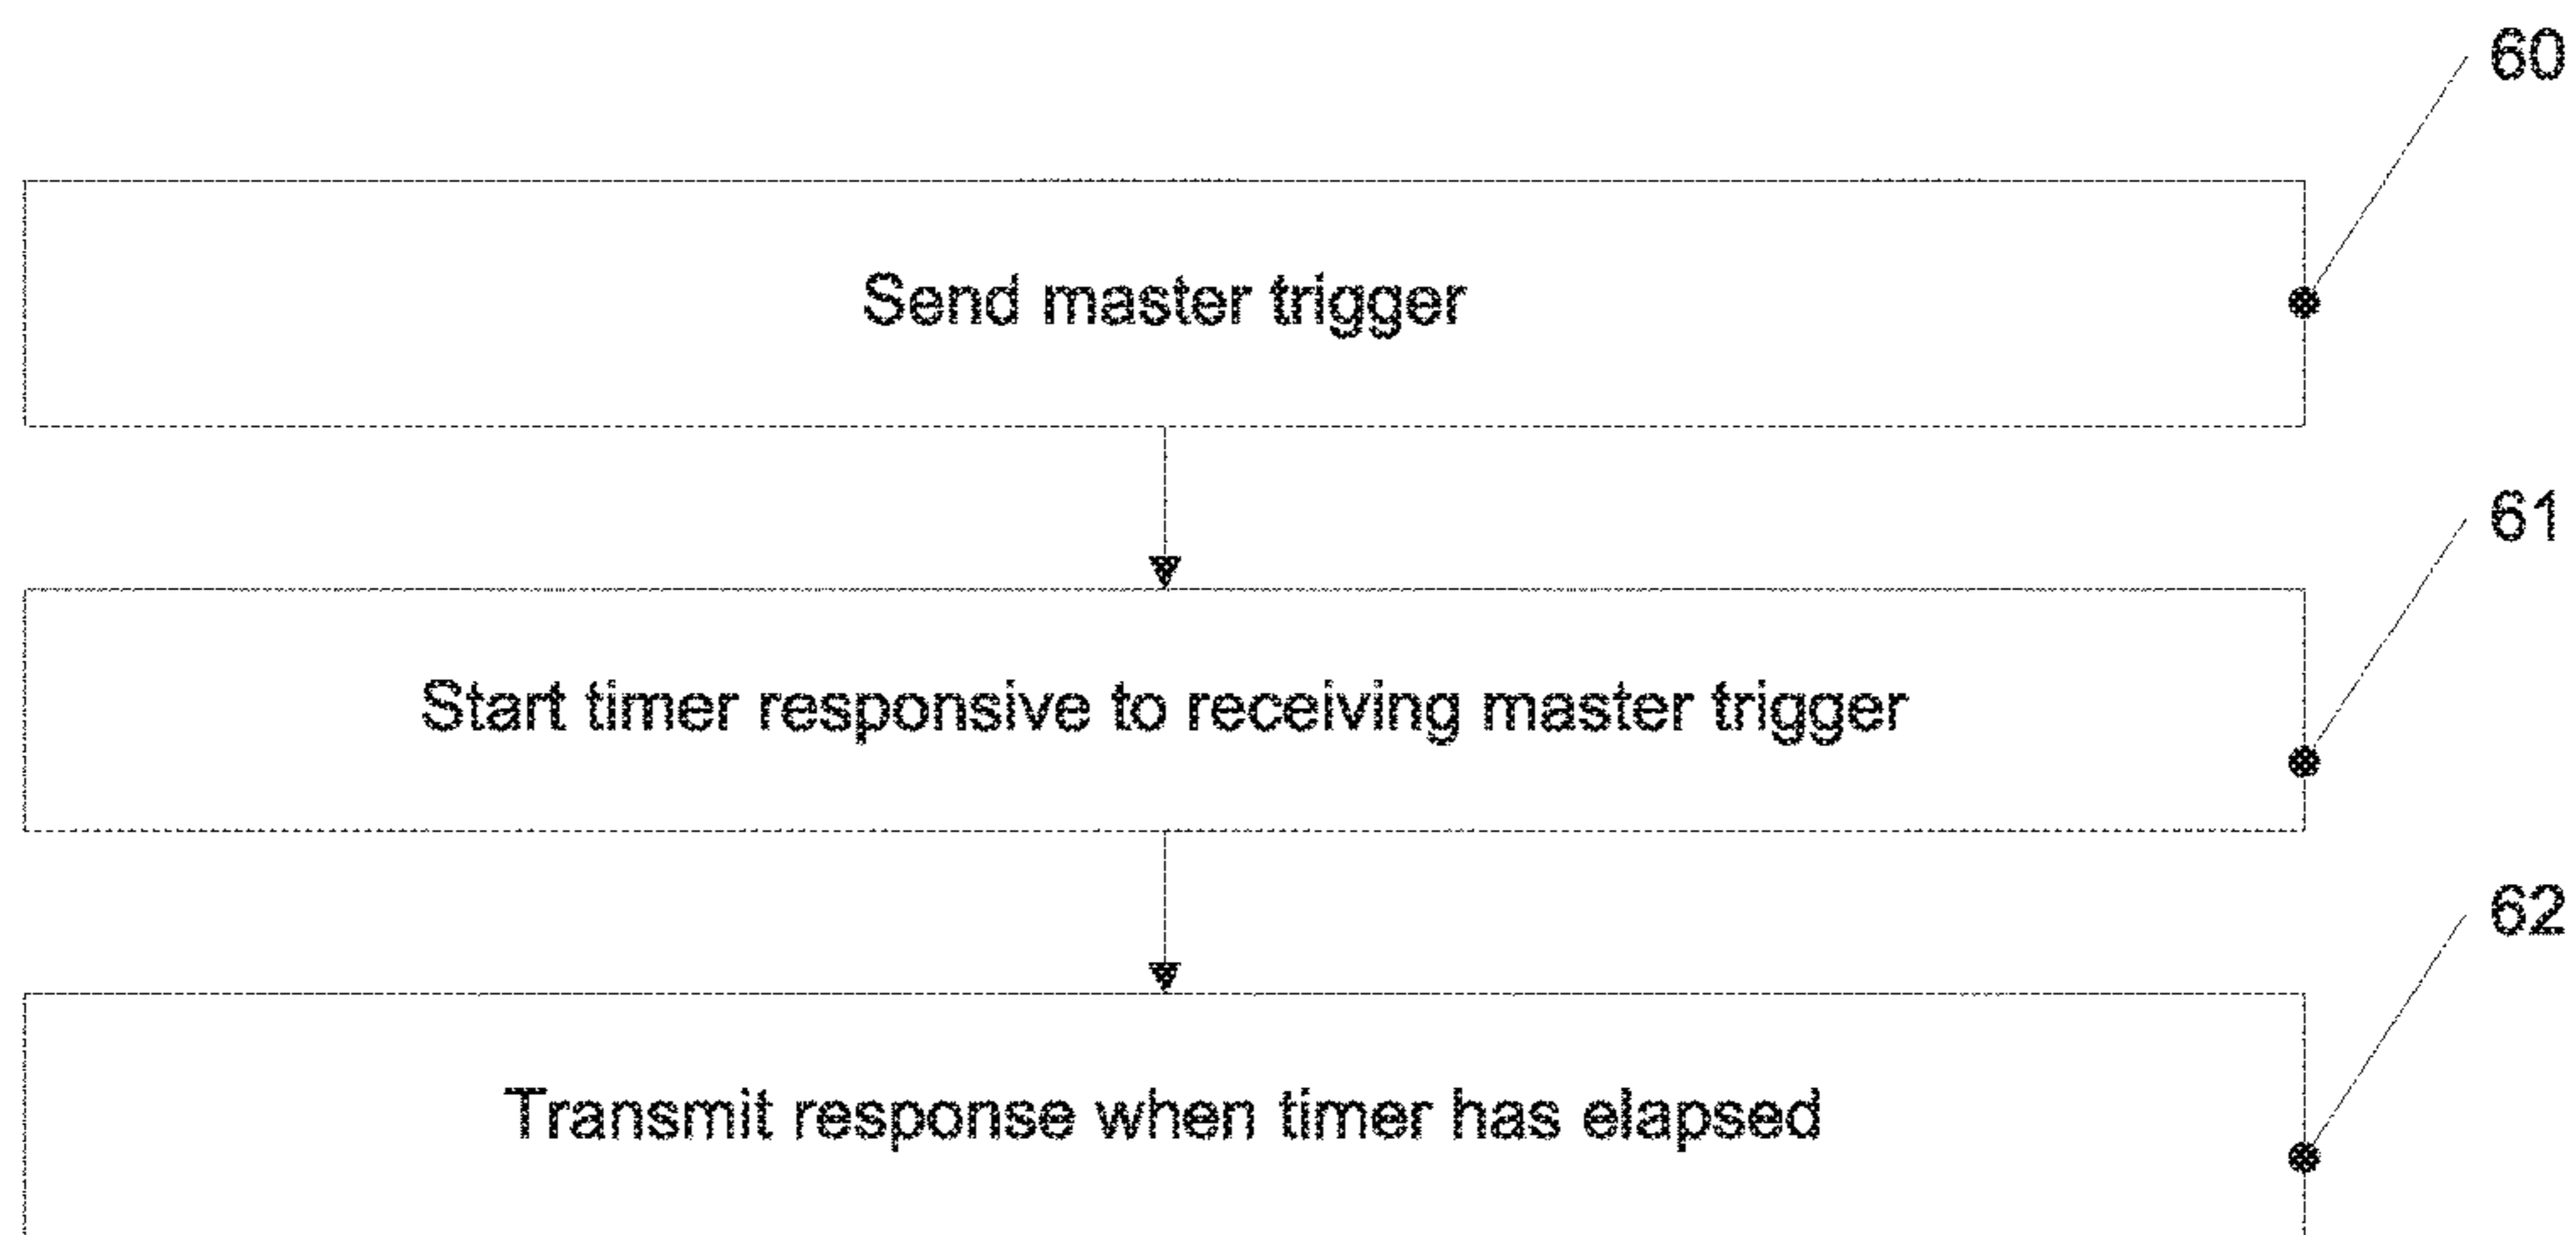 60
Send master trigger
61
Start timer responsive to receiving master trigger
62
Transmit response when timer has elapsed